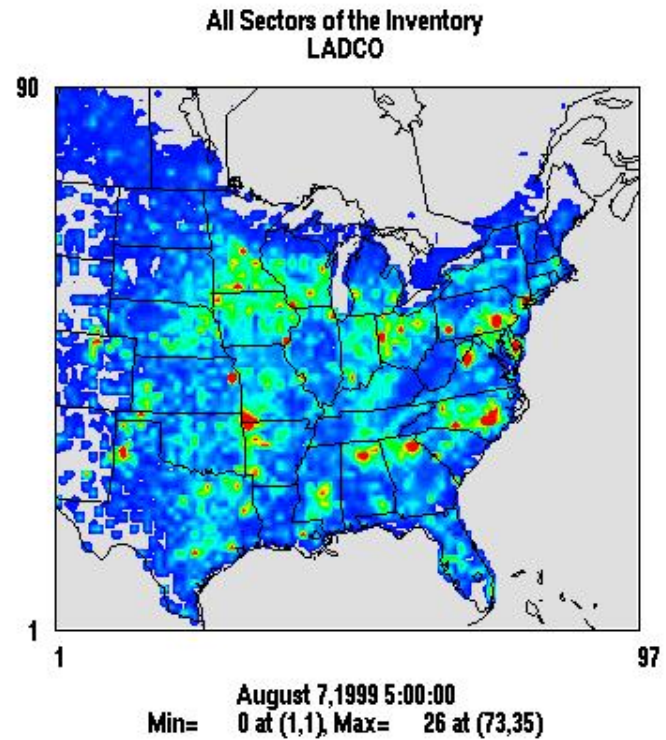 All Sectors of the Inventory
LADCO
90
1
1 97
August 7,1999 5:00:00
Min= 0 at (1,1), Max= 26 at (73,35)